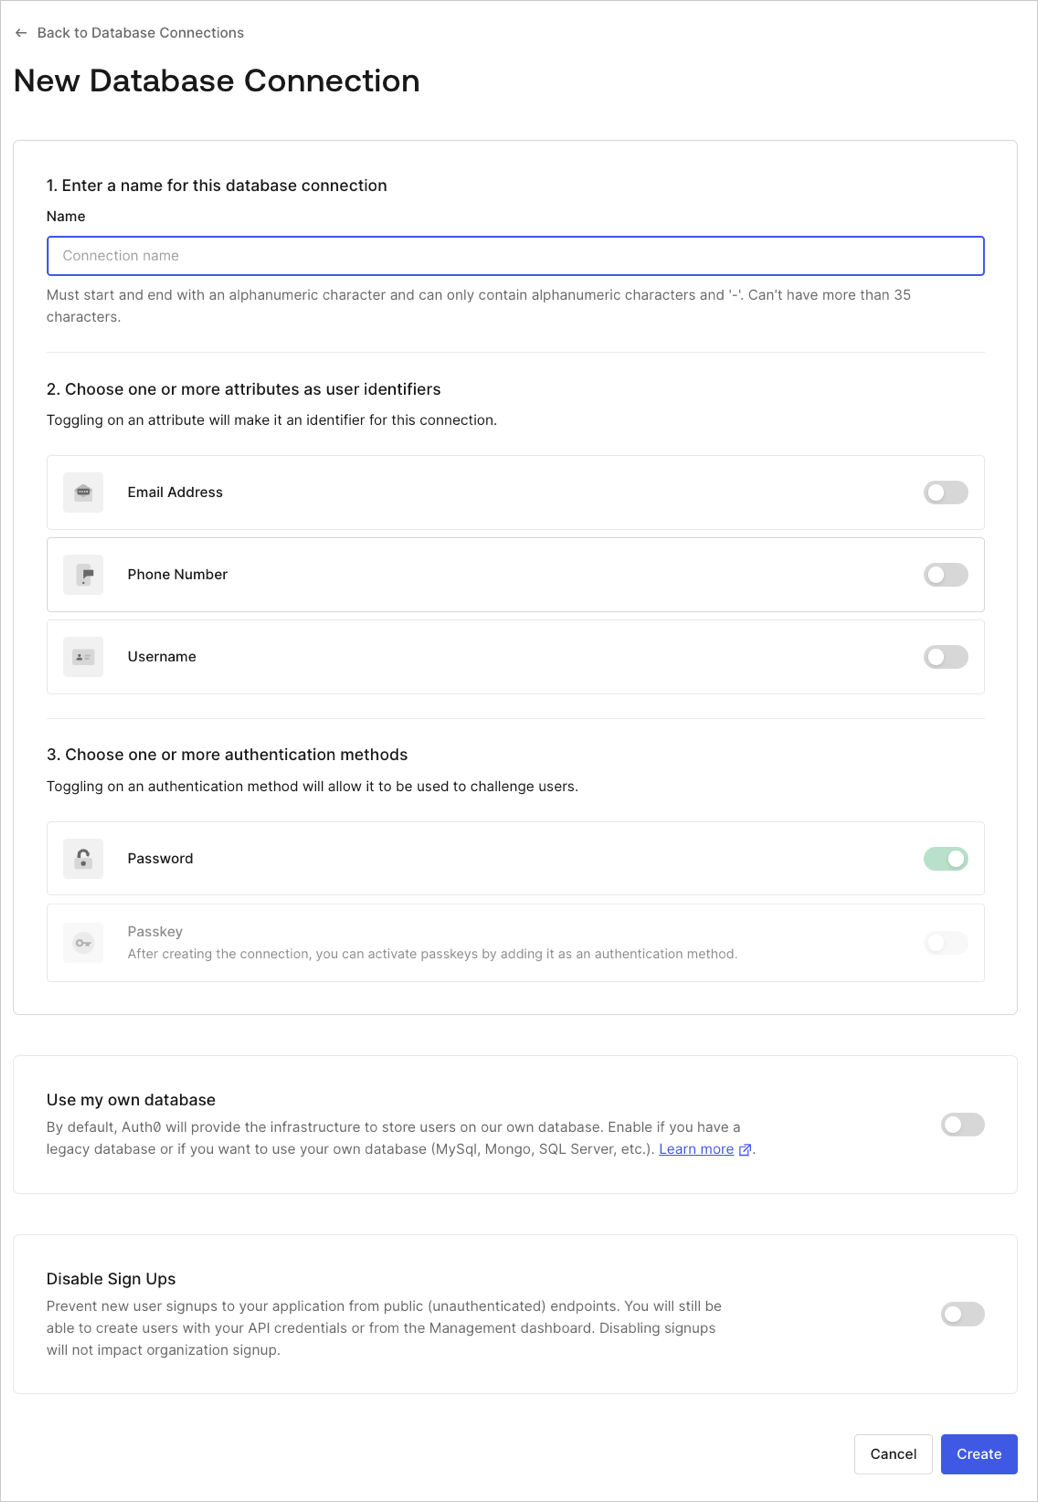 ← Back to Database Connections
New Database Connection
1. Enter a name for this database connection
Name
Connection name
Must start and end with an alphanumeric character and can only contain alphanumeric characters and '-'. Can't have more than 35
characters.
2. Choose one or more attributes as user identifiers
Toggling on an attribute will make it an identifier for this connection.
Email Address
Phone Number
Username
3. Choose one or more authentication methods
Toggling on an authentication method will allow it to be used to challenge users.
Password
Passkey
After creating the connection, you can activate passkeys by adding it as an authentication method.
Use my own database
By default, Auth0 will provide the infrastructure to store users on our own database. Enable if you have a
legacy database or if you want to use your own database (MySql, Mongo, SQL Server, etc.). Learn more.
Disable Sign Ups
Prevent new user signups to your application from public (unauthenticated) endpoints. You will still be
able to create users with your API credentials or from the Management dashboard. Disabling signups
will not impact organization signup.
Cancel
Create